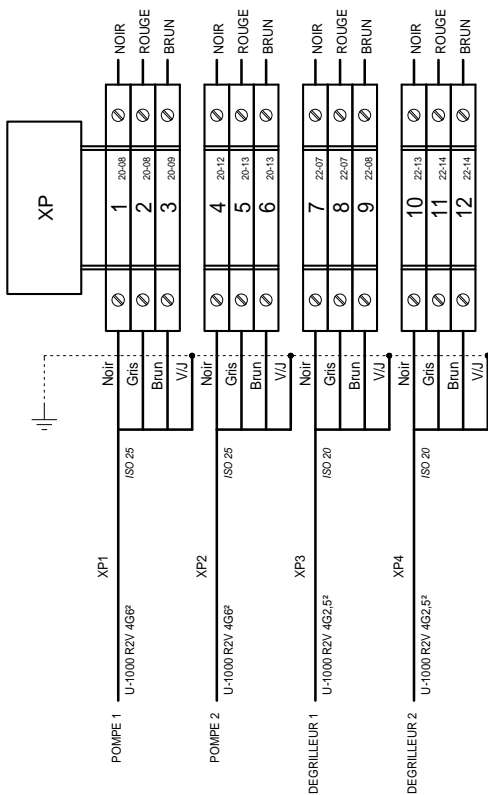 XP
1 20-08 NOIR
2 20-08 ROUGE
3 20-09 BRUN
Noir
Gris
Brun
V/J
ISO 25
XP1
U-1000 R2V 4G6²
POMPE 1
4 20-12 NOIR
5 20-13 ROUGE
6 20-13 BRUN
Noir
Gris
Brun
V/J
ISO 25
XP2
U-1000 R2V 4G6²
POMPE 2
7 22-07 NOIR
8 22-07 ROUGE
9 22-08 BRUN
Noir
Gris
Brun
V/J
ISO 20
XP3
U-1000 R2V 4G2,5²
DEGRILLEUR 1
10 22-13 NOIR
11 22-14 ROUGE
12 22-14 BRUN
Noir
Gris
Brun
V/J
ISO 20
XP4
U-1000 R2V 4G2,5²
DEGRILLEUR 2